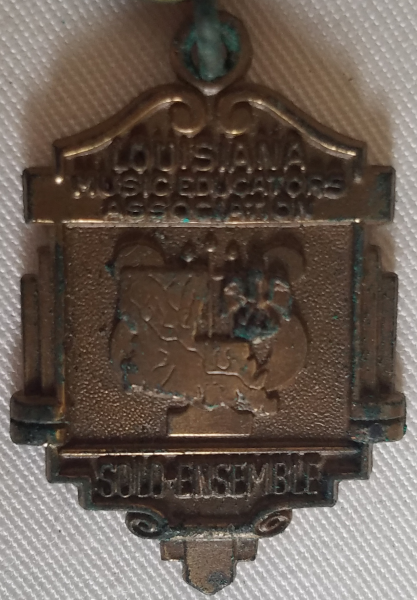 LOUISIANA
MUSIC EDUCATORS
ASSOCIATION
SOLO-ENSEMBLE